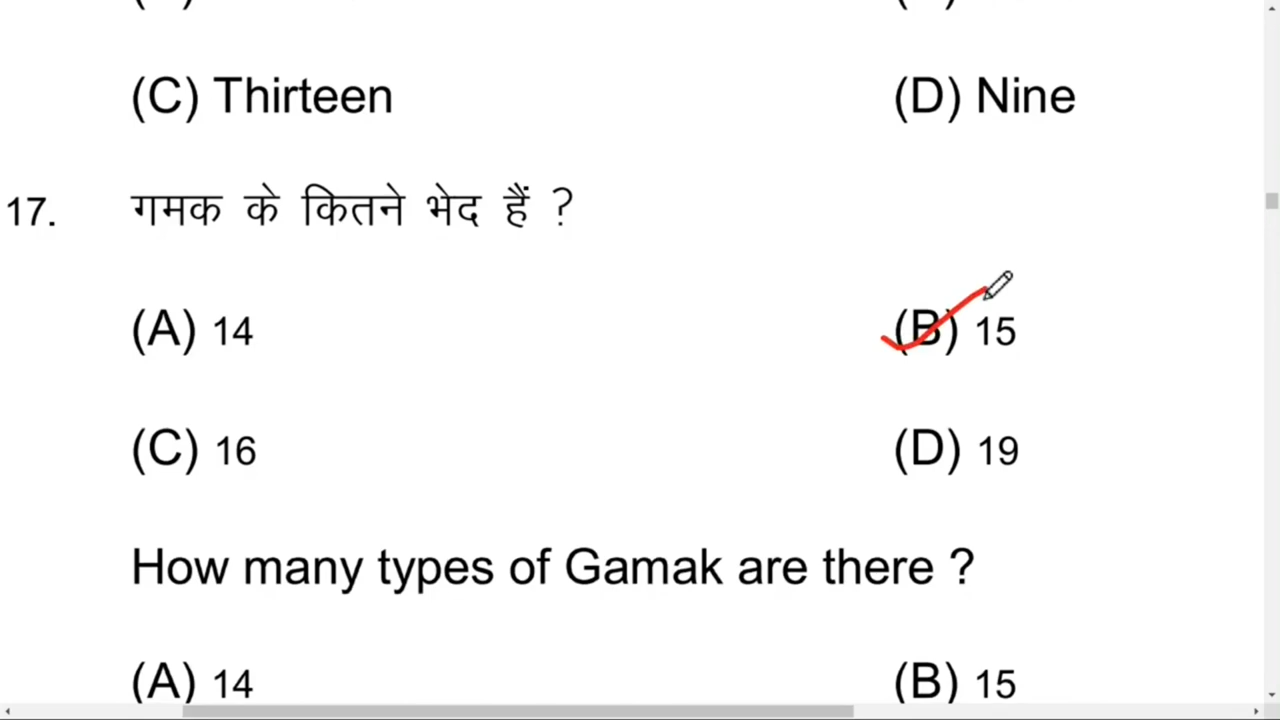 (C) Thirteen (D) Nine
17. गमक के कितने भेद हैं ?
(A) 14 (B) 15
(C) 16 (D) 19
How many types of Gamak are there ?
(A) 14 (B) 15